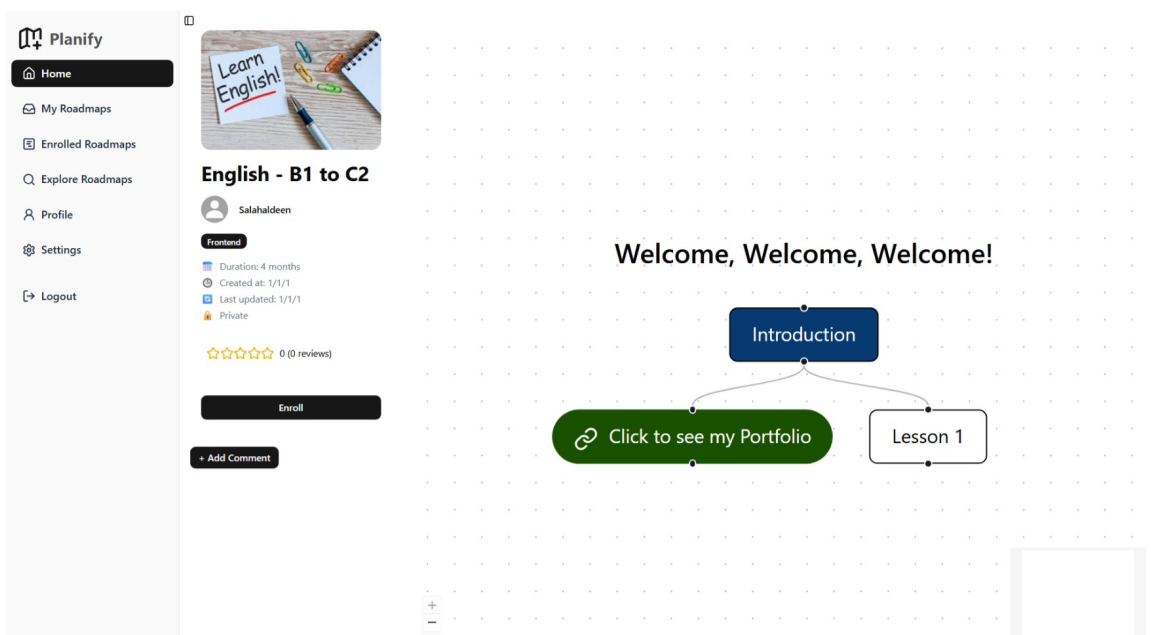 Planify
Home
My Roadmaps
Enrolled Roadmaps
Explore Roadmaps
Profile
Settings
Logout
Learn
English!
English - B1 to C2
Salahaldeen
Frontend
Duration: 4 months
Created at: 1/1/1
Last updated: 1/1/1
Private
0 (0 reviews)
Enroll
+ Add Comment
Welcome, Welcome, Welcome!
Introduction
Click to see my Portfolio
Lesson 1